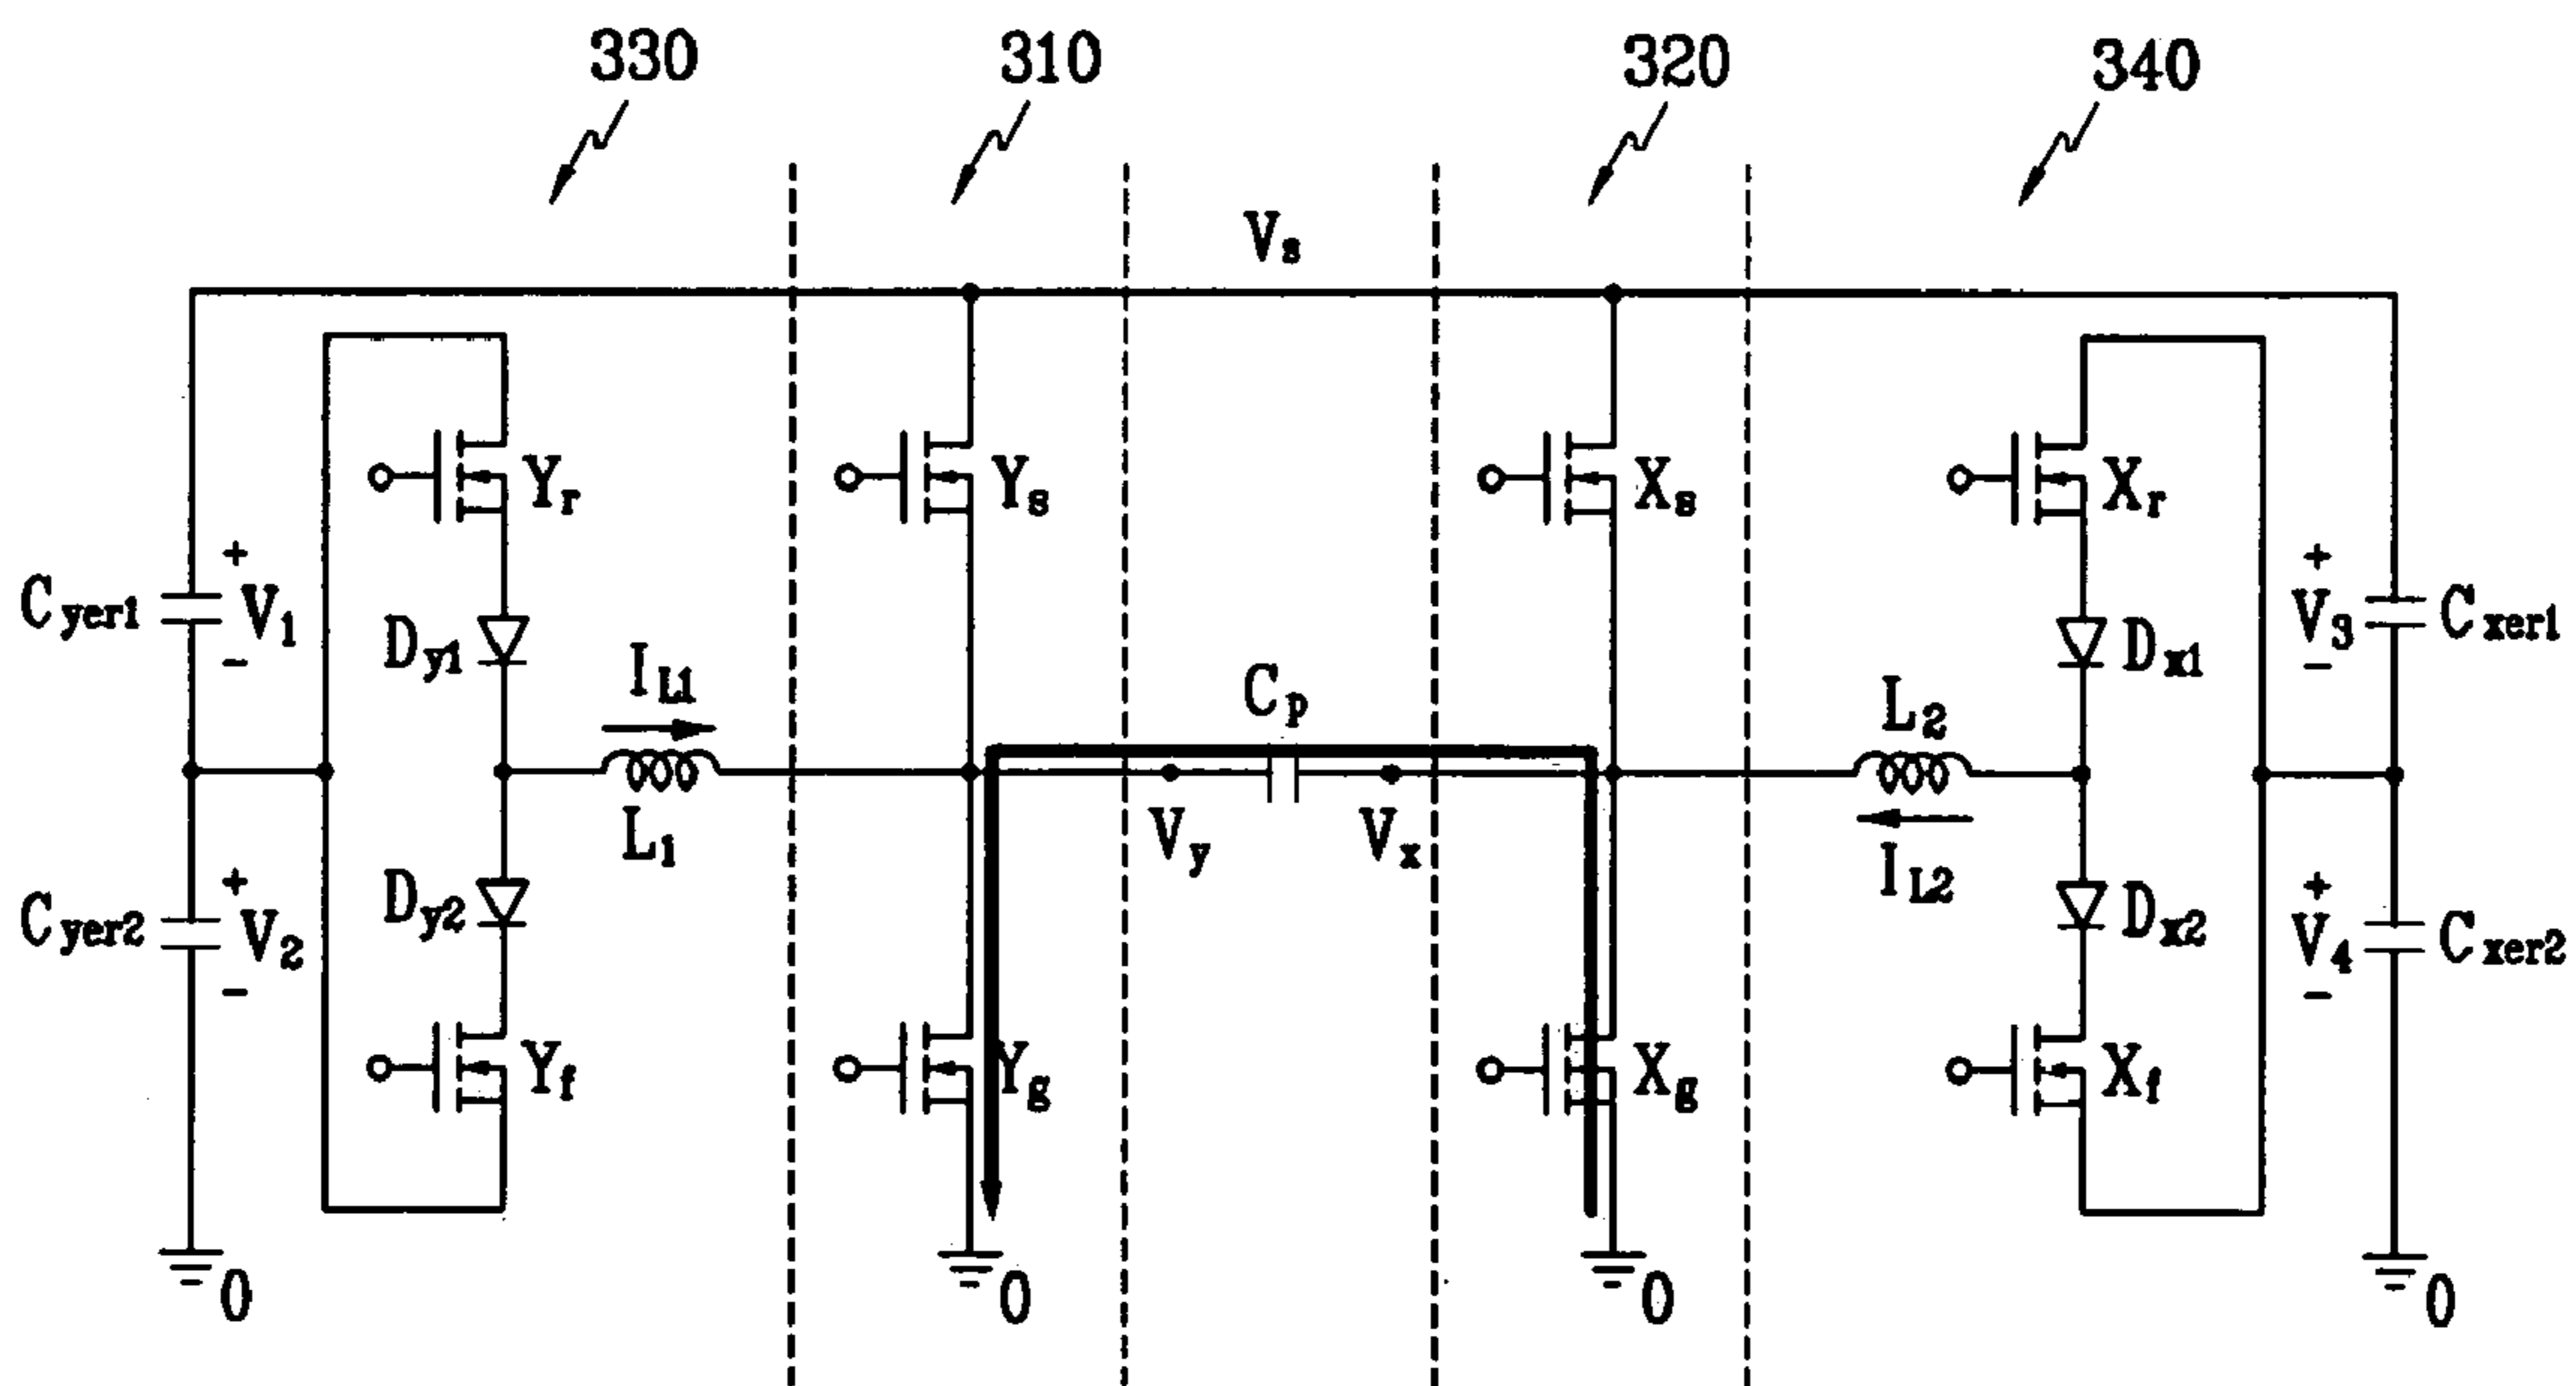 330
310
320
340
Vs
Yr
Ys
Xs
Xr
+
+
Cyer1
V1
Dy1
IL1
Cp
L2
Dx1
V3
Cxer1
-
-
L1
Vy
Vx
IL2
+
+
Cyer2
V2
Dy2
Dx2
V4
Cxer2
-
-
Yf
Yg
Xg
Xf
0
0
0
0